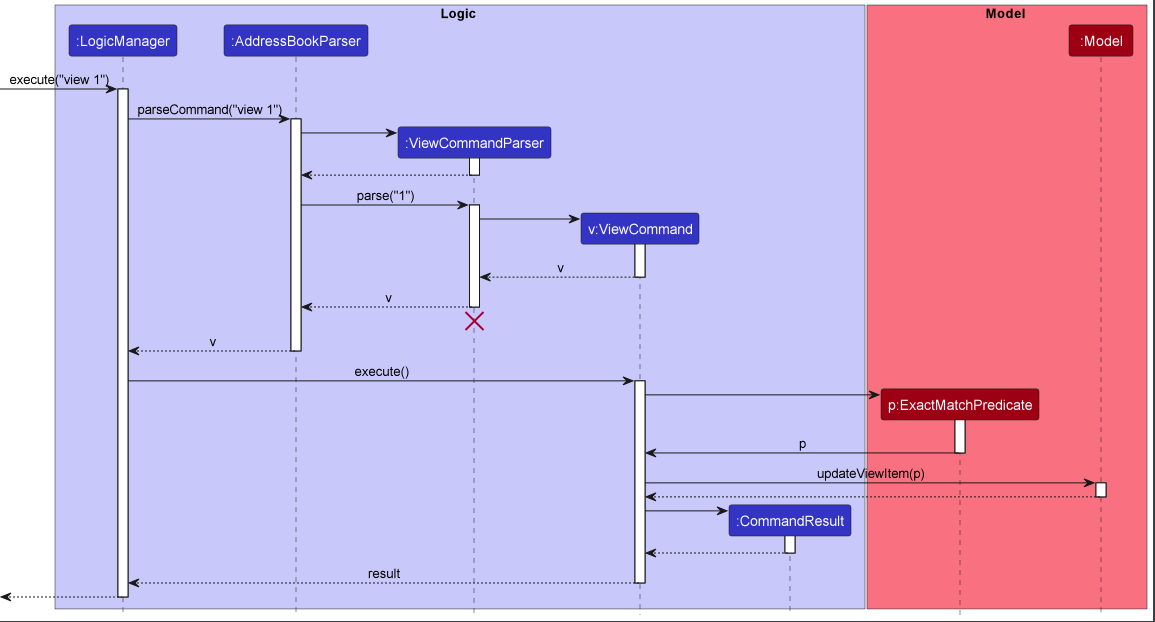 Logic
Model
:LogicManager
:AddressBookParser
:Model
execute("view 1")
parseCommand("view 1")
:ViewCommandParser
parse("1")
v:ViewCommand
v
v
v
execute()
p:ExactMatchPredicate
p
updateViewItem(p)
:CommandResult
result